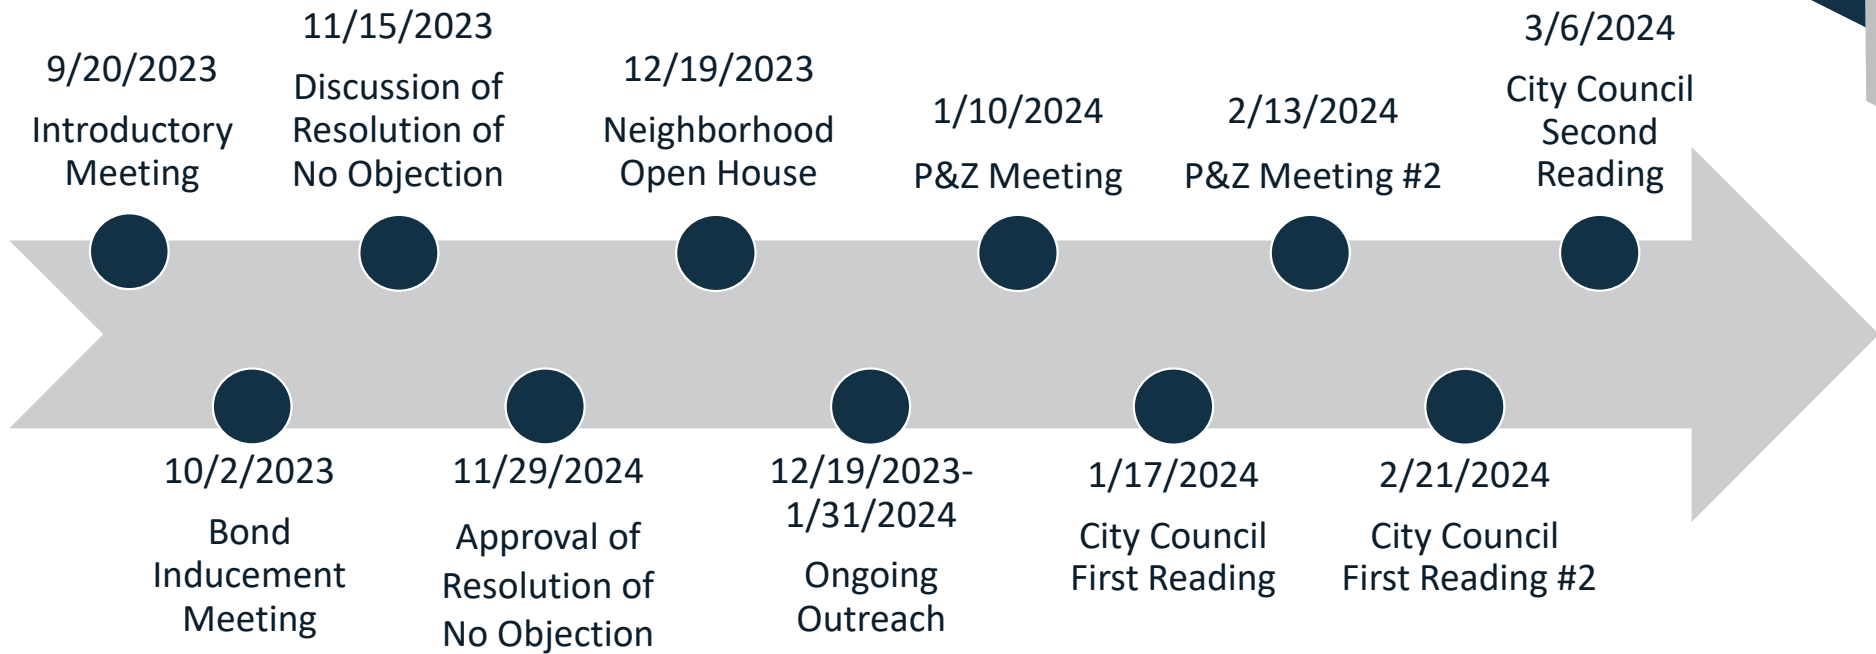 9/20/2023
Introductory
Meeting
11/15/2023
Discussion of
Resolution of
No Objection
12/19/2023
Neighborhood
Open House
1/10/2024
P&Z Meeting
2/13/2024
P&Z Meeting #2
3/6/2024
City Council
Second
Reading
10/2/2023
Bond
Inducement
Meeting
11/29/2024
Approval of
Resolution of
No Objection
12/19/2023-
1/31/2024
Ongoing
Outreach
1/17/2024
City Council
First Reading
2/21/2024
City Council
First Reading #2